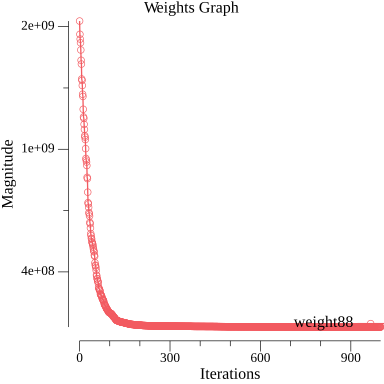 Weights Graph
2e+09
1e+09
4e+08
Magnitude
weight88
0 300 600 900
Iterations